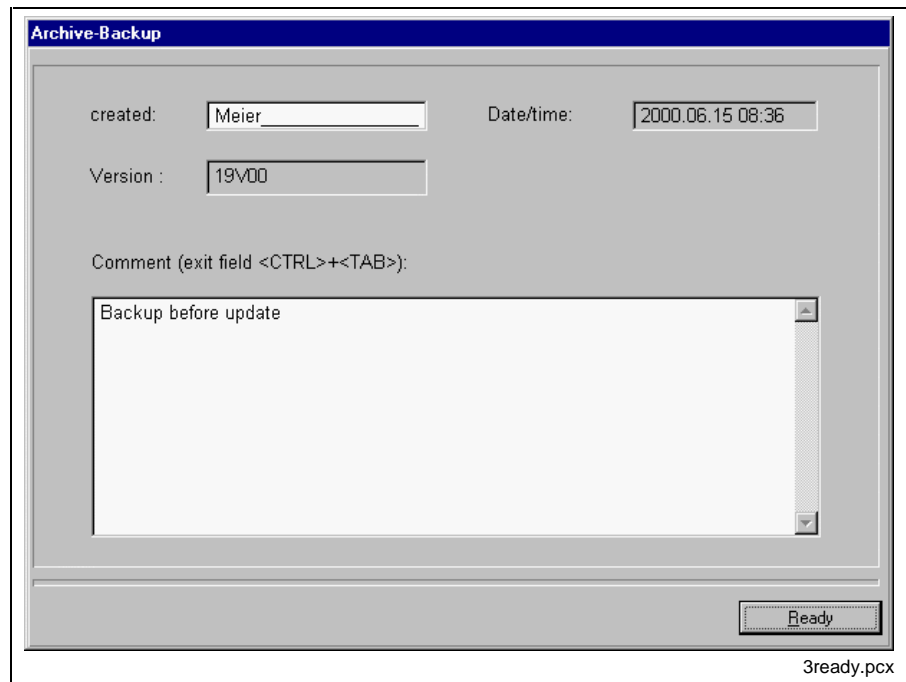 Archive-Backup
created: Meier_________________ Date/time: 2000.06.15 08:36
Version : 19V00
Comment (exit field <CTRL>+<TAB>):
Backup before update
Ready
3ready.pcx